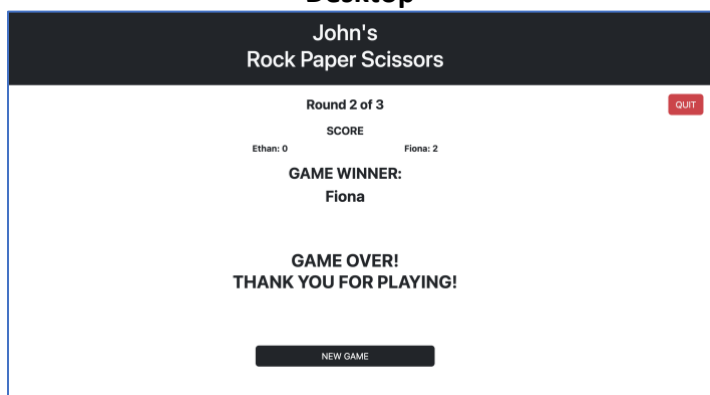 Desktop
John's
Rock Paper Scissors
Round 2 of 3
QUIT
SCORE
Ethan: 0 Fiona: 2
GAME WINNER:
Fiona
GAME OVER!
THANK YOU FOR PLAYING!
NEW GAME